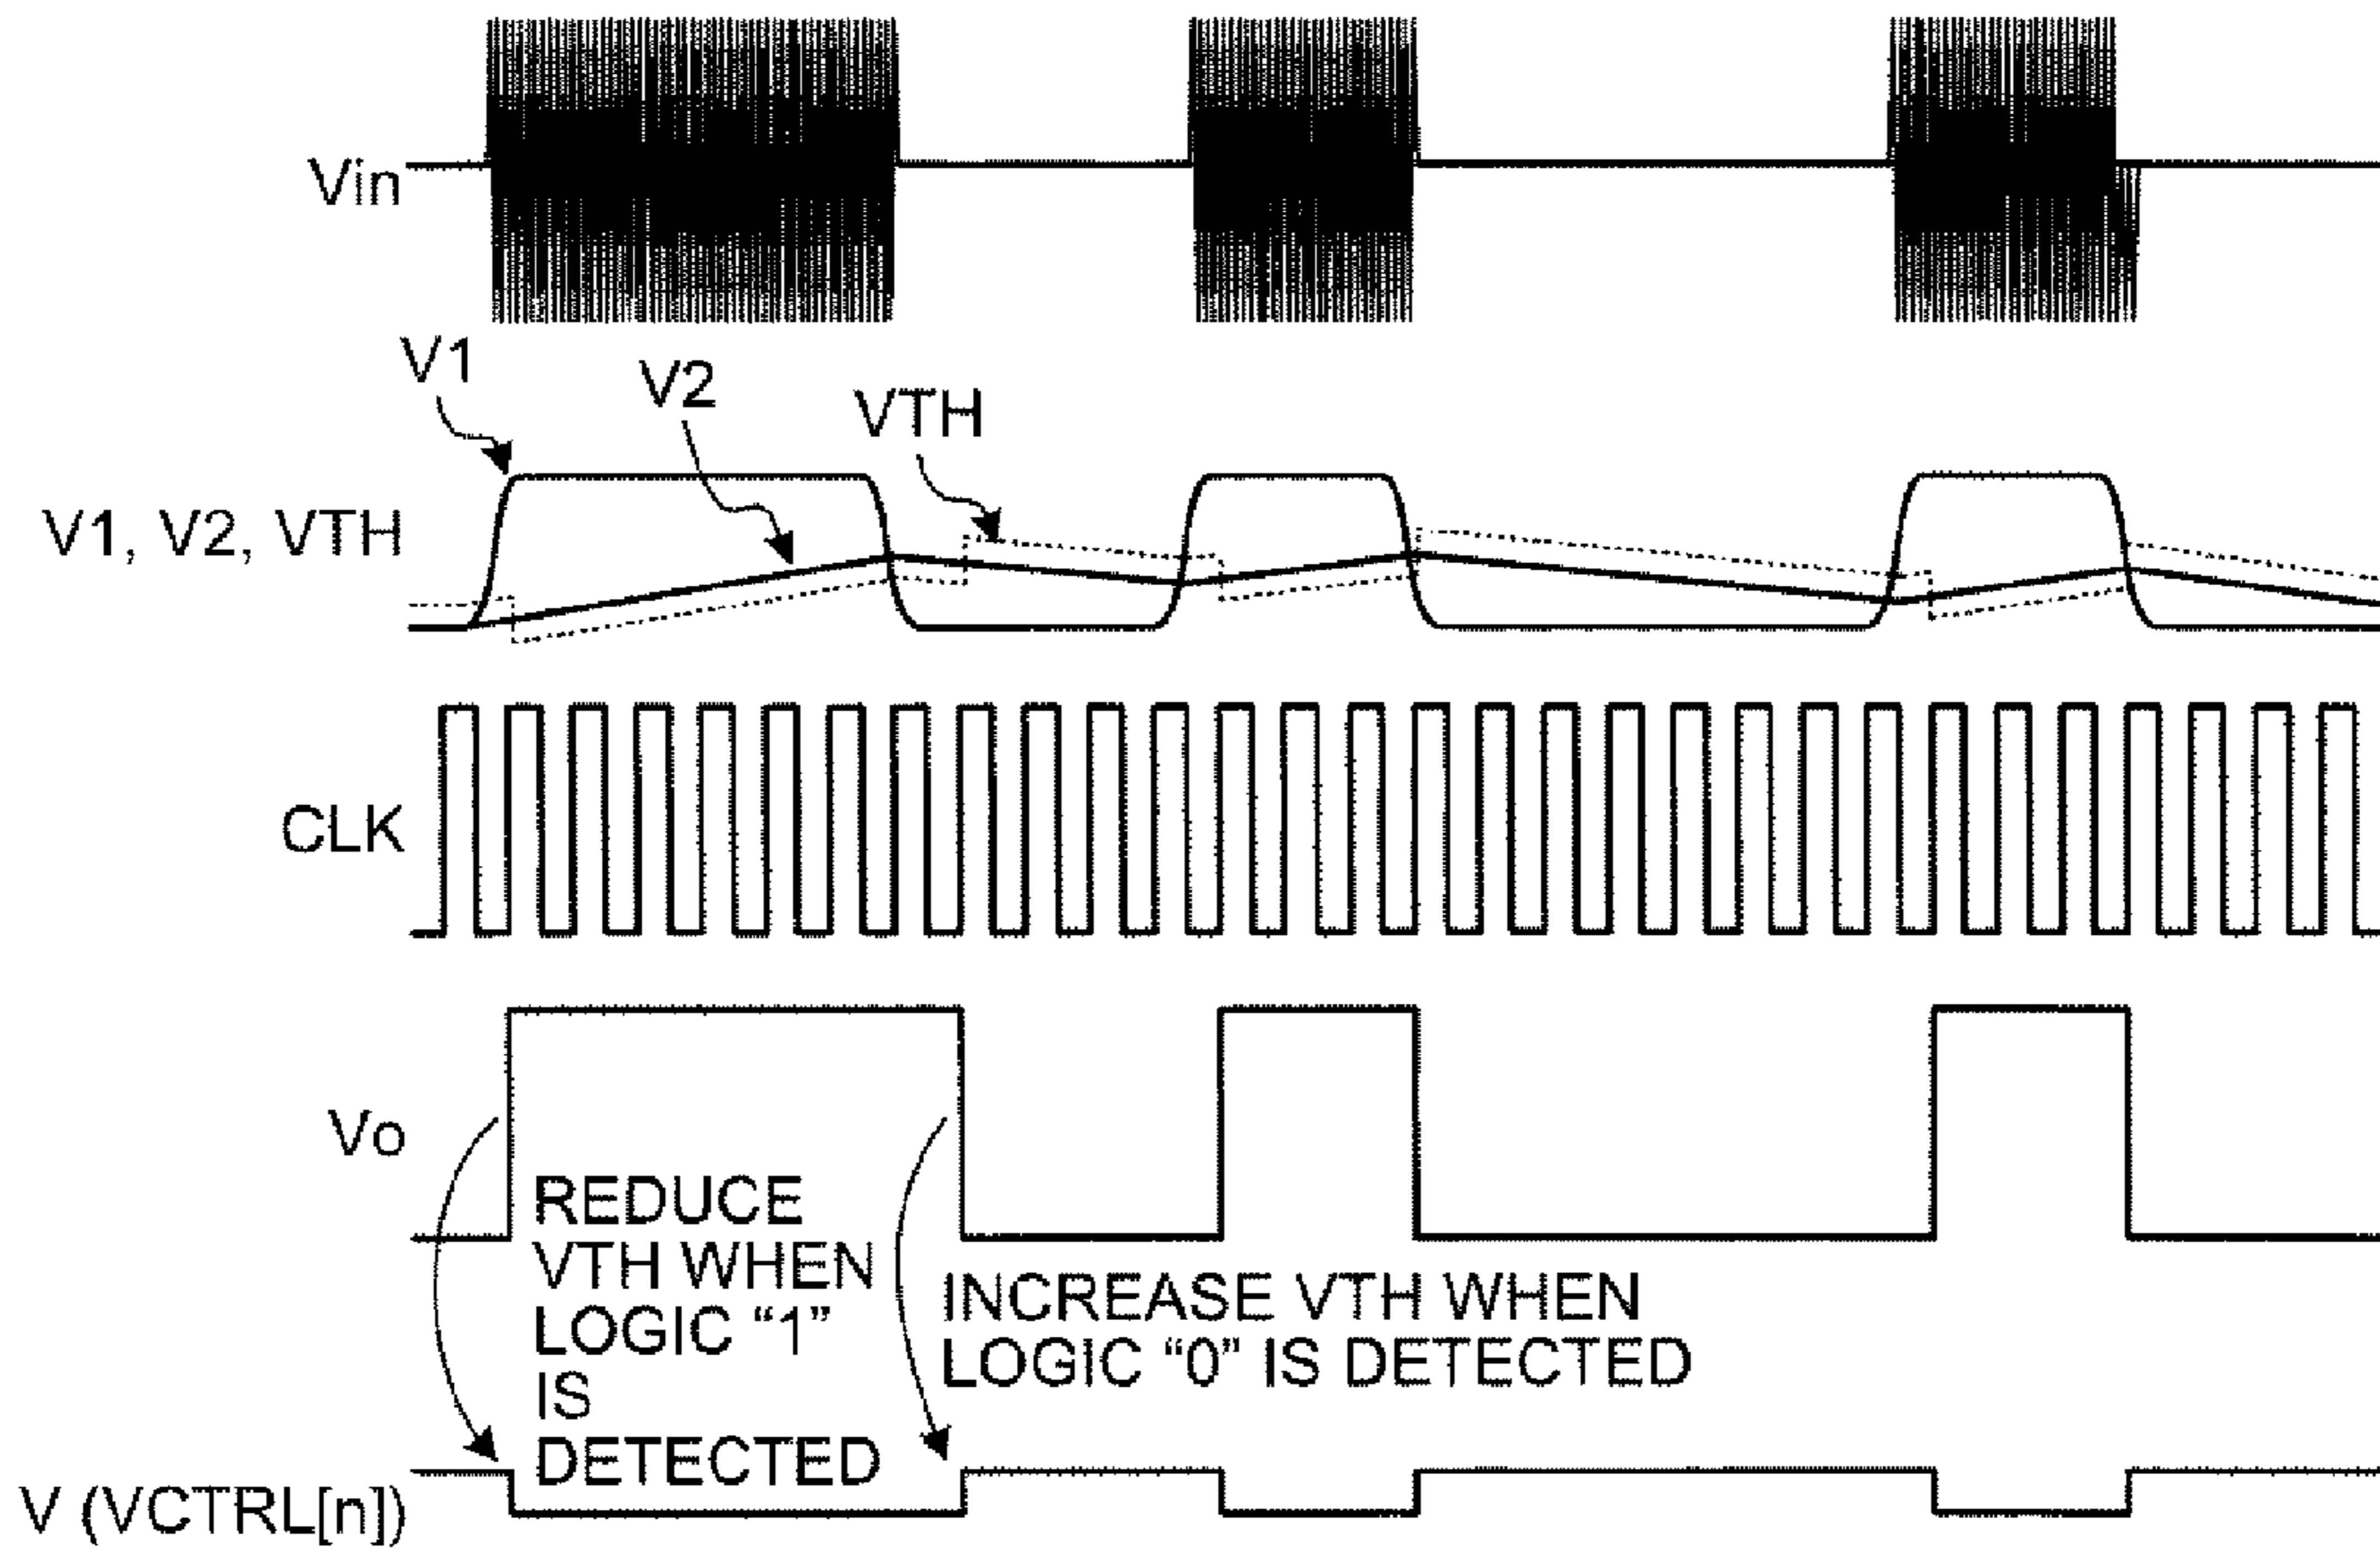 Vin
V1
V2
VTH
V1, V2, VTH
CLK
Vo
REDUCE
VTH WHEN
LOGIC “1”
IS
DETECTED
INCREASE VTH WHEN
LOGIC “0” IS DETECTED
V (VCTRL[n])